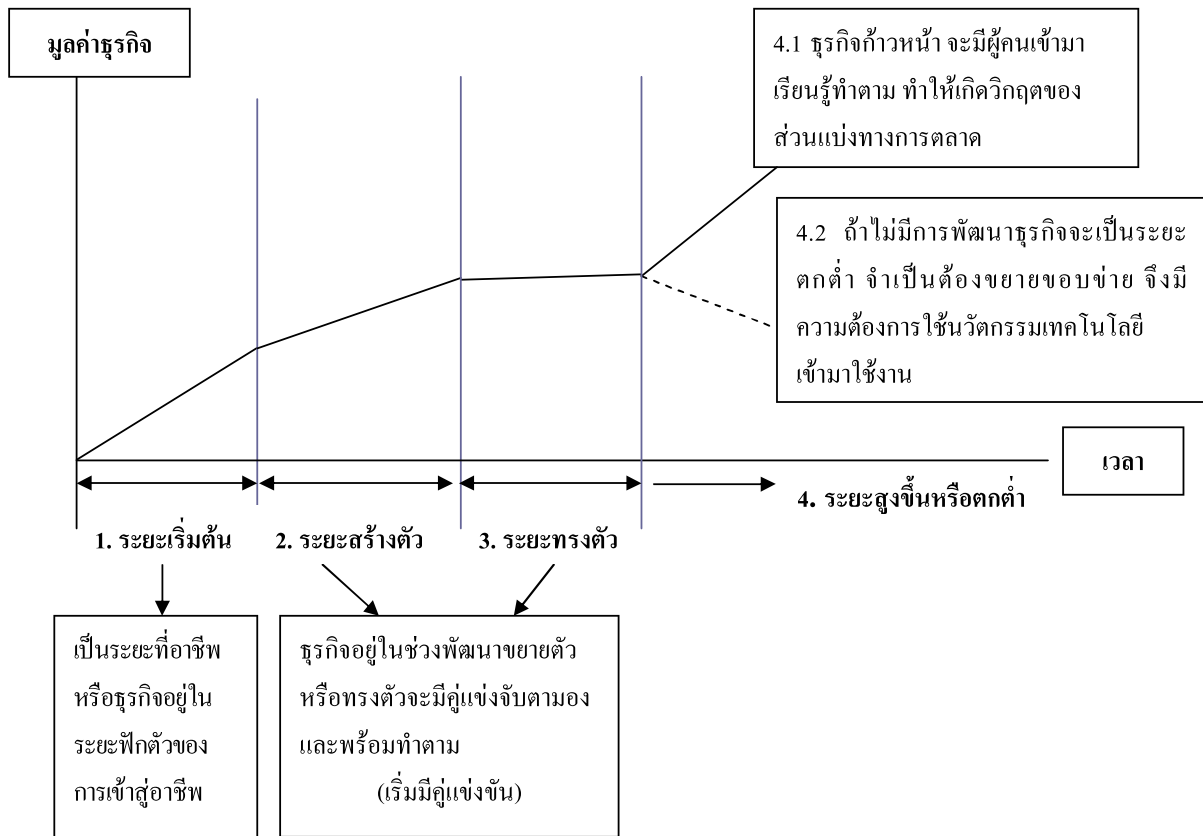 มูลค่าธุรกิจ
4.1 ธุรกิจก้าวหน้า จะมีผู้คนเข้ามา
เรียนรู้ทำตาม ทำให้เกิดวิกฤตของ
ส่วนแบ่งทางการตลาด
4.2 ถ้าไม่มีการพัฒนาธุรกิจจะเป็นระยะ
ตกต่ำ จำเป็นต้องขยายขอบข่าย จึงมี
ความต้องการใช้นวัตกรรมเทคโนโลยี
เข้ามาใช้งาน
เวลา
4. ระยะสูงขึ้นหรือตกต่ำ
1. ระยะเริ่มต้น
2. ระยะสร้างตัว
3. ระยะทรงตัว
เป็นระยะที่อาชีพ
หรือธุรกิจอยู่ใน
ระยะฟักตัวของ
การเข้าสู่อาชีพ
ธุรกิจอยู่ในช่วงพัฒนาขยายตัว
หรือทรงตัวจะมีคู่แข่งจับตามอง
และพร้อมทำตาม
(เริ่มมีคู่แข่งขัน)